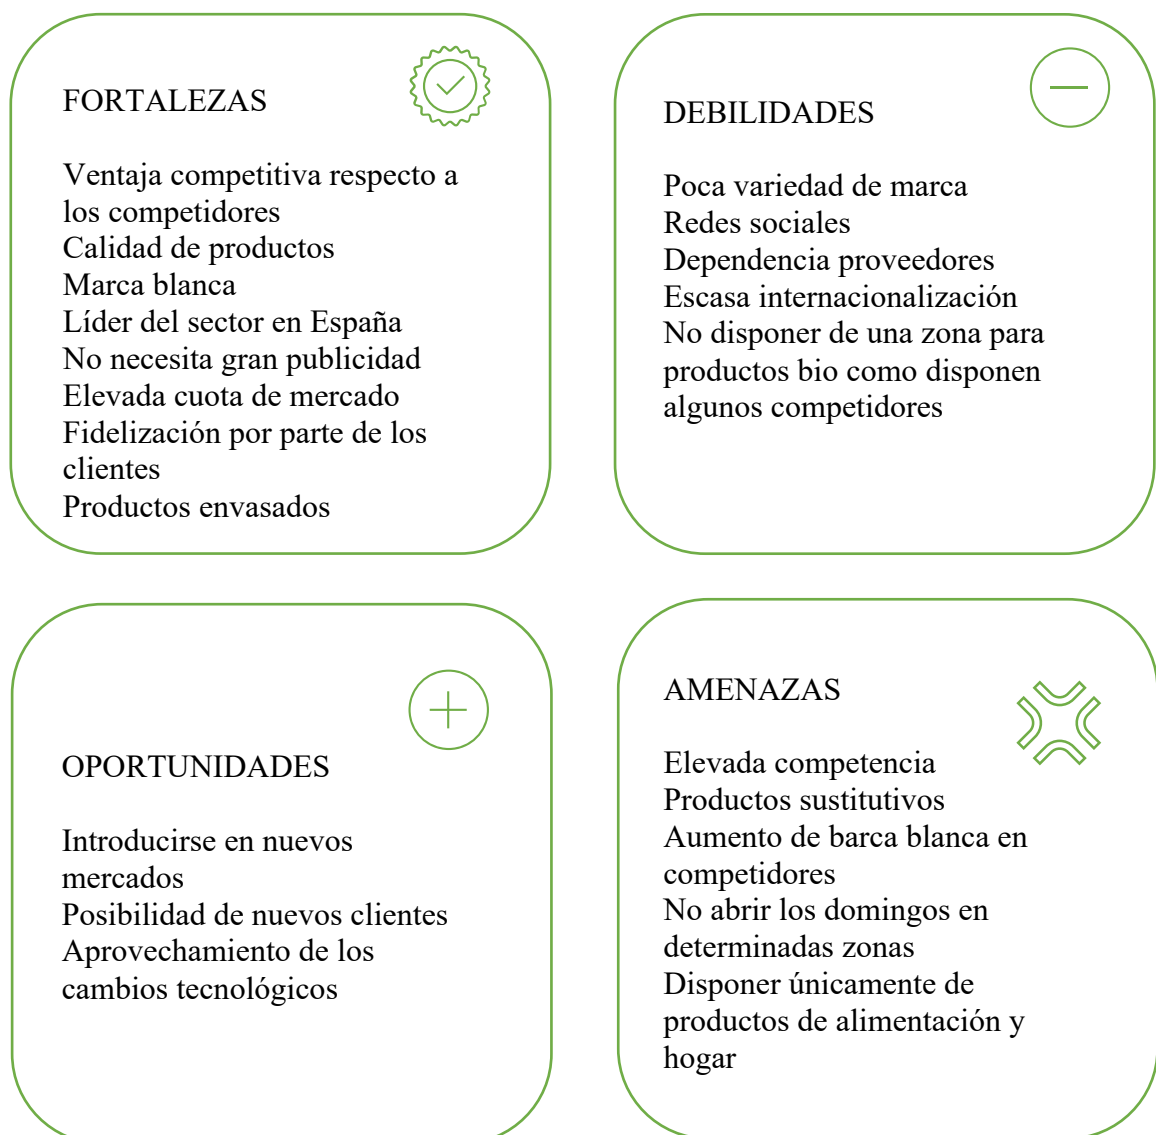 FORTALEZAS
Ventaja competitiva respecto a
los competidores
Calidad de productos
Marca blanca
Líder del sector en España
No necesita gran publicidad
Elevada cuota de mercado
Fidelización por parte de los
clientes
Productos envasados
DEBILIDADES
Poca variedad de marca
Redes sociales
Dependencia proveedores
Escasa internacionalización
No disponer de una zona para
productos bio como disponen
algunos competidores
OPORTUNIDADES
Introducirse en nuevos
mercados
Posibilidad de nuevos clientes
Aprovechamiento de los
cambios tecnológicos
AMENAZAS
Elevada competencia
Productos sustitutivos
Aumento de barca blanca en
competidores
No abrir los domingos en
determinadas zonas
Disponer únicamente de
productos de alimentación y
hogar